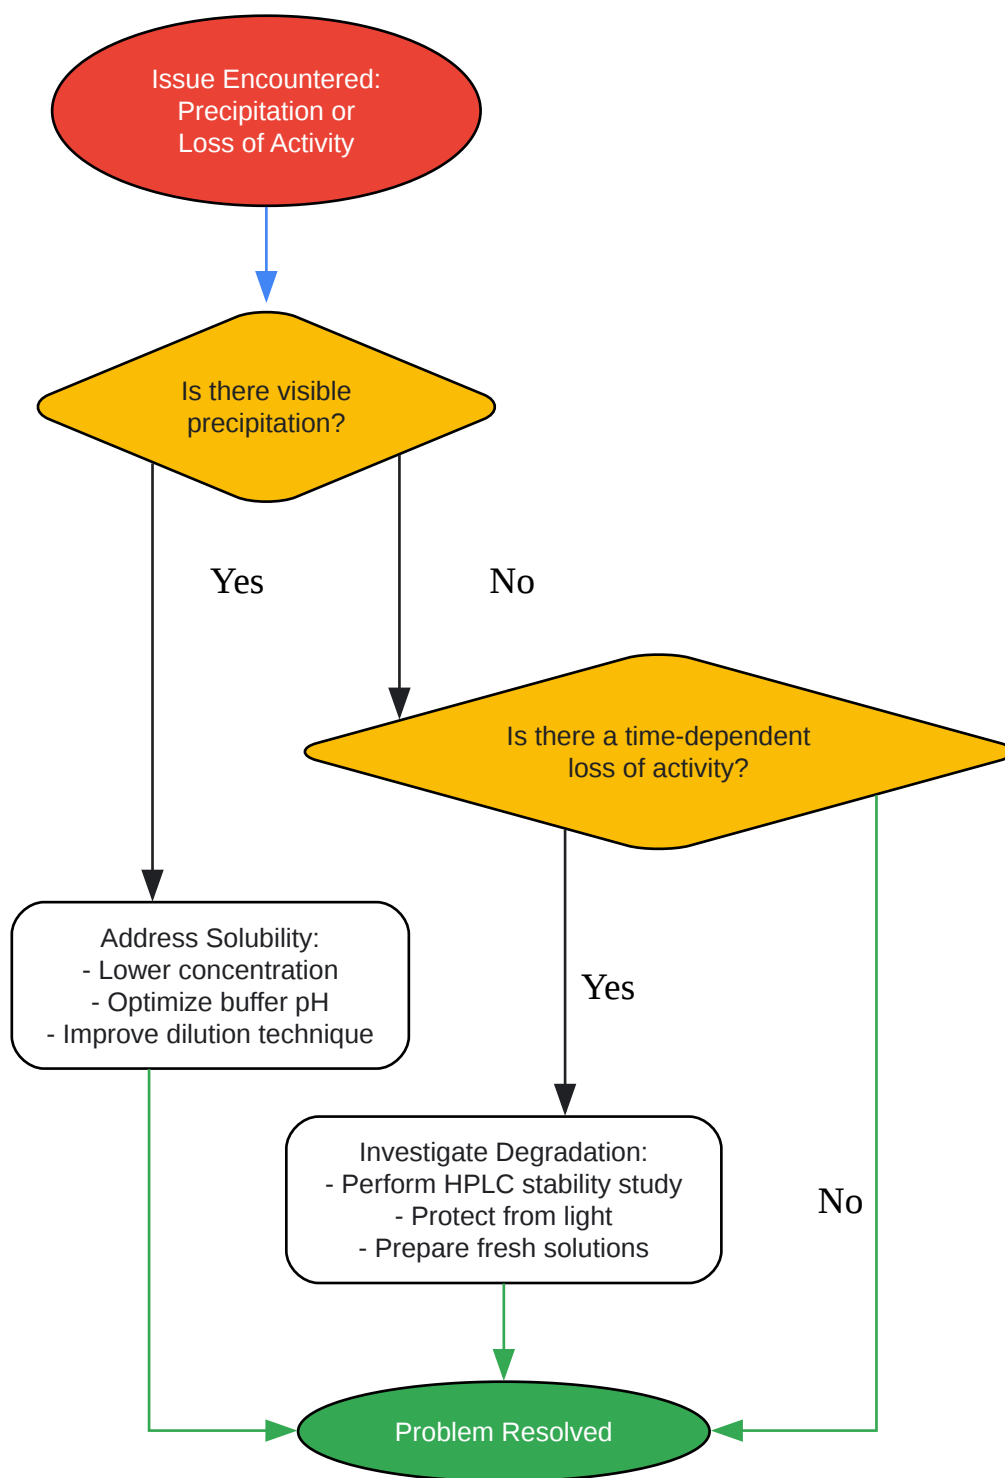 Issue Encountered:
Precipitation or
Loss of Activity
Is there visible
precipitation?
Yes
No
Is there a time-dependent
loss of activity?
Address Solubility:
- Lower concentration
- Optimize buffer pH
- Improve dilution technique
Yes
Investigate Degradation:
- Perform HPLC stability study
- Protect from light
- Prepare fresh solutions
No
Problem Resolved